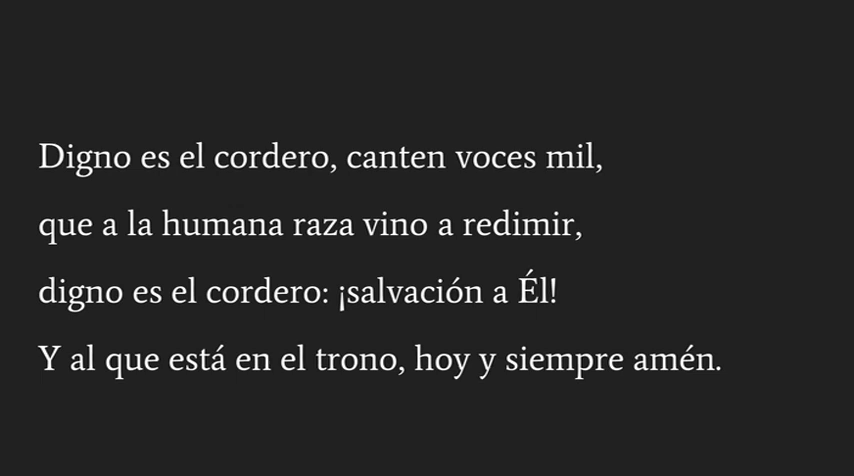 Digno es el cordero, canten voces mil,
que a la humana raza vino a redimir,
digno es el cordero: ¡salvación a Él!
Y al que está en el trono, hoy y siempre amén.